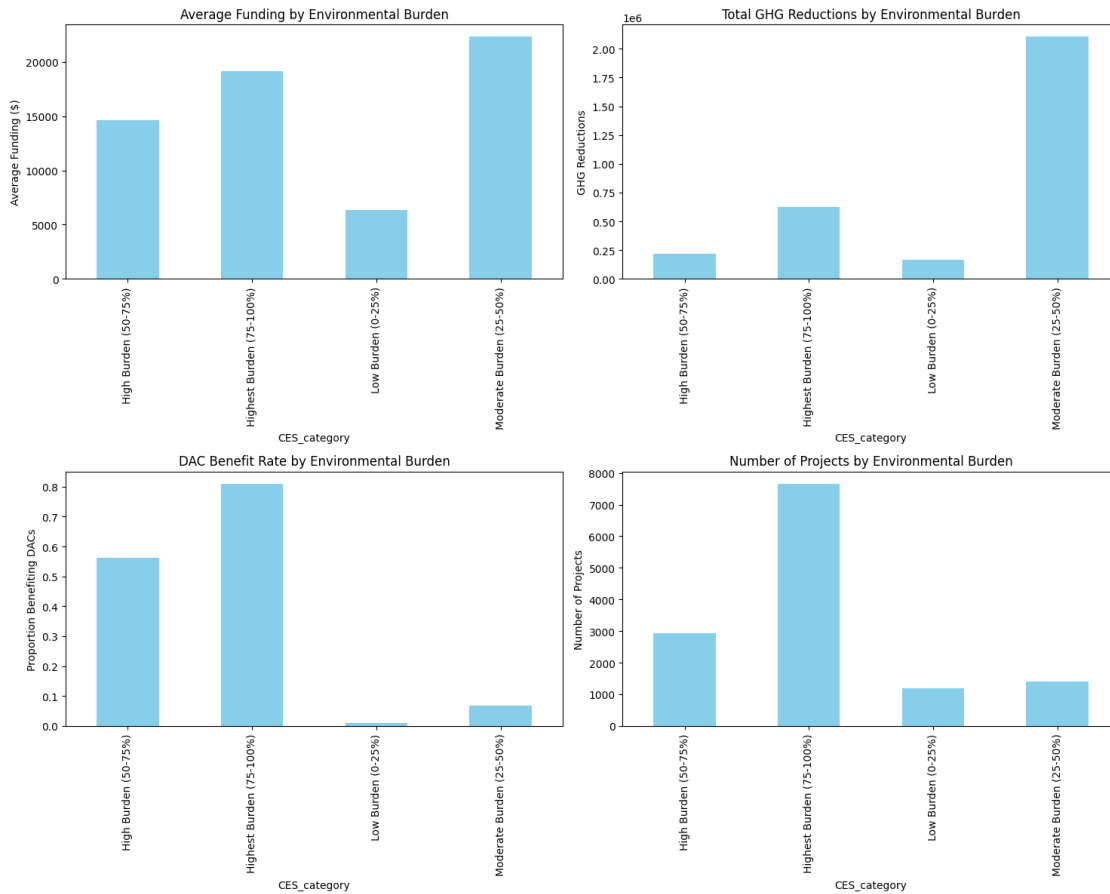 Average Funding by Environmental Burden
Average Funding ($)
20000
15000
10000
5000
0
High Burden (50-75%)
Highest Burden (75-100%)
Low Burden (0-25%)
Moderate Burden (25-50%)
CES_category
Total GHG Reductions by Environmental Burden
1e6
GHG Reductions
2.00
1.75
1.50
1.25
1.00
0.75
0.50
0.25
0.00
High Burden (50-75%)
Highest Burden (75-100%)
Low Burden (0-25%)
Moderate Burden (25-50%)
CES_category
DAC Benefit Rate by Environmental Burden
Proportion Benefiting DACs
0.8
0.7
0.6
0.5
0.4
0.3
0.2
0.1
0.0
High Burden (50-75%)
Highest Burden (75-100%)
Low Burden (0-25%)
Moderate Burden (25-50%)
CES_category
Number of Projects by Environmental Burden
Number of Projects
8000
7000
6000
5000
4000
3000
2000
1000
0
High Burden (50-75%)
Highest Burden (75-100%)
Low Burden (0-25%)
Moderate Burden (25-50%)
CES_category